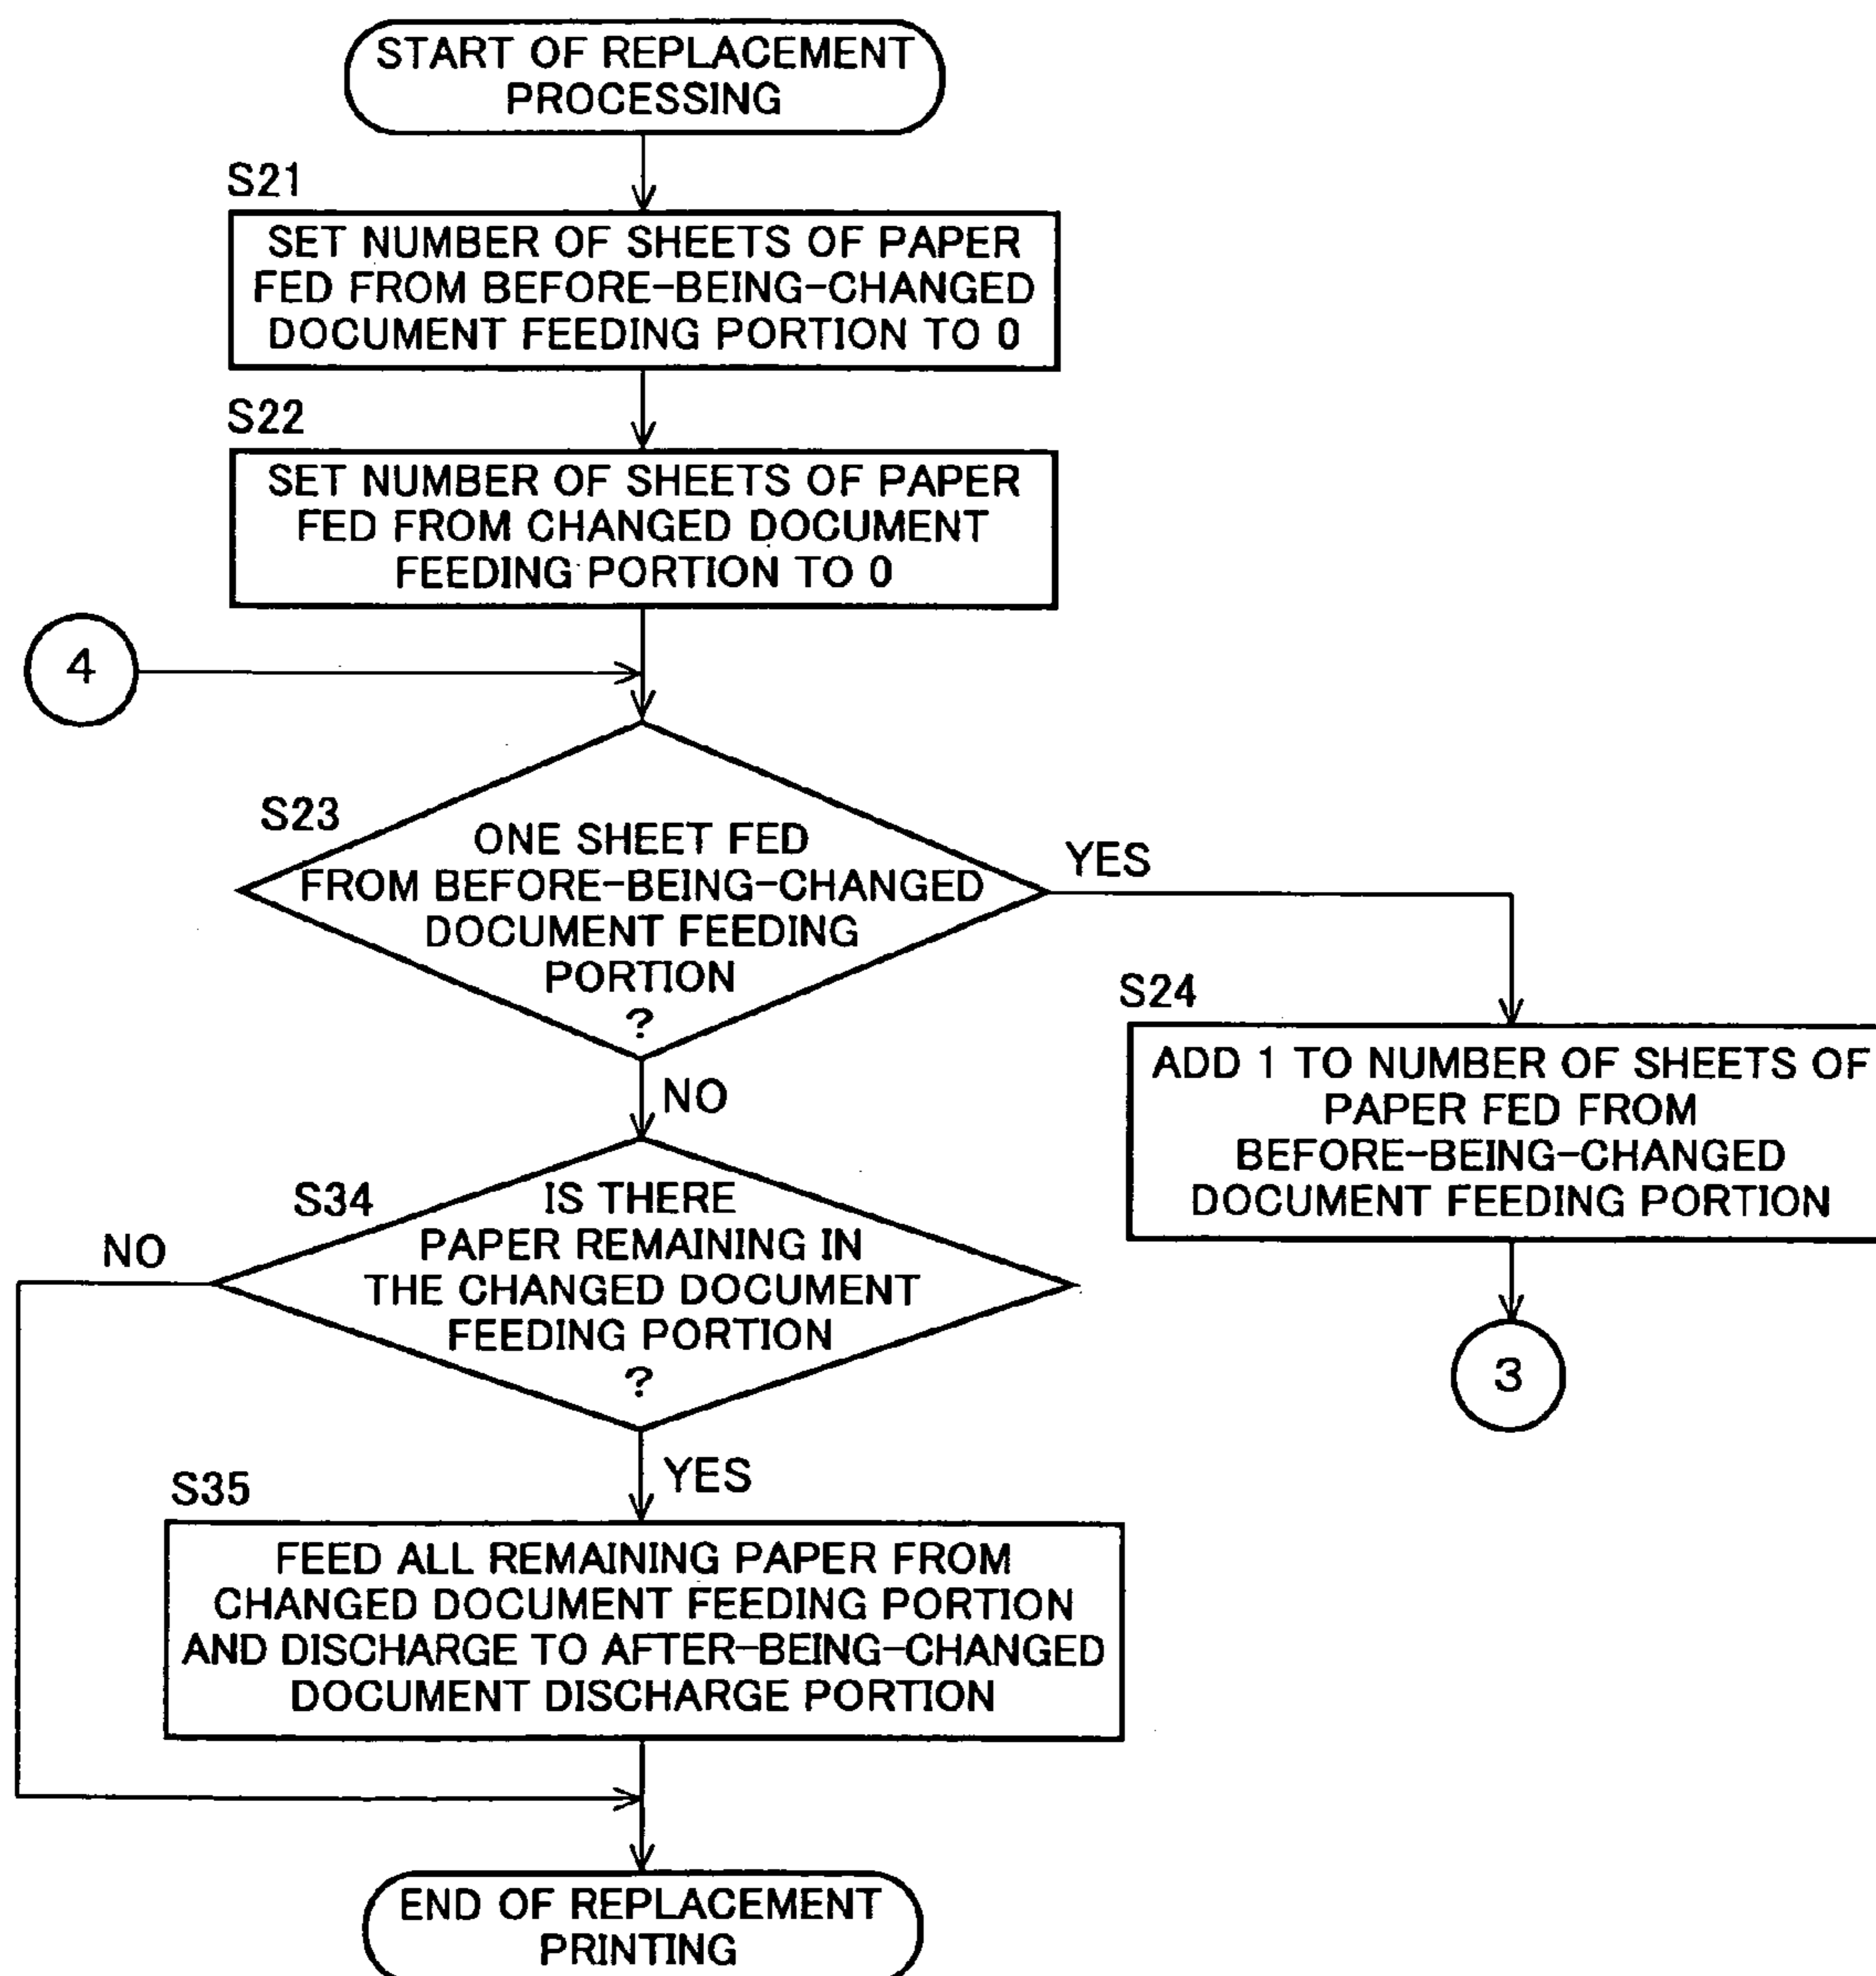 START OF REPLACEMENT
PROCESSING
S21
SET NUMBER OF SHEETS OF PAPER
FED FROM BEFORE-BEING-CHANGED
DOCUMENT FEEDING PORTION TO 0
S22
SET NUMBER OF SHEETS OF PAPER
FED FROM CHANGED DOCUMENT
FEEDING PORTION TO 0
4
S23
ONE SHEET FED
FROM BEFORE-BEING-CHANGED
DOCUMENT FEEDING
PORTION
?
YES
NO
S24
ADD 1 TO NUMBER OF SHEETS OF
PAPER FED FROM
BEFORE-BEING-CHANGED
DOCUMENT FEEDING PORTION
3
S34
IS THERE
PAPER REMAINING IN
THE CHANGED DOCUMENT
FEEDING PORTION
?
NO
YES
S35
FEED ALL REMAINING PAPER FROM
CHANGED DOCUMENT FEEDING PORTION
AND DISCHARGE TO AFTER-BEING-CHANGED
DOCUMENT DISCHARGE PORTION
END OF REPLACEMENT
PRINTING